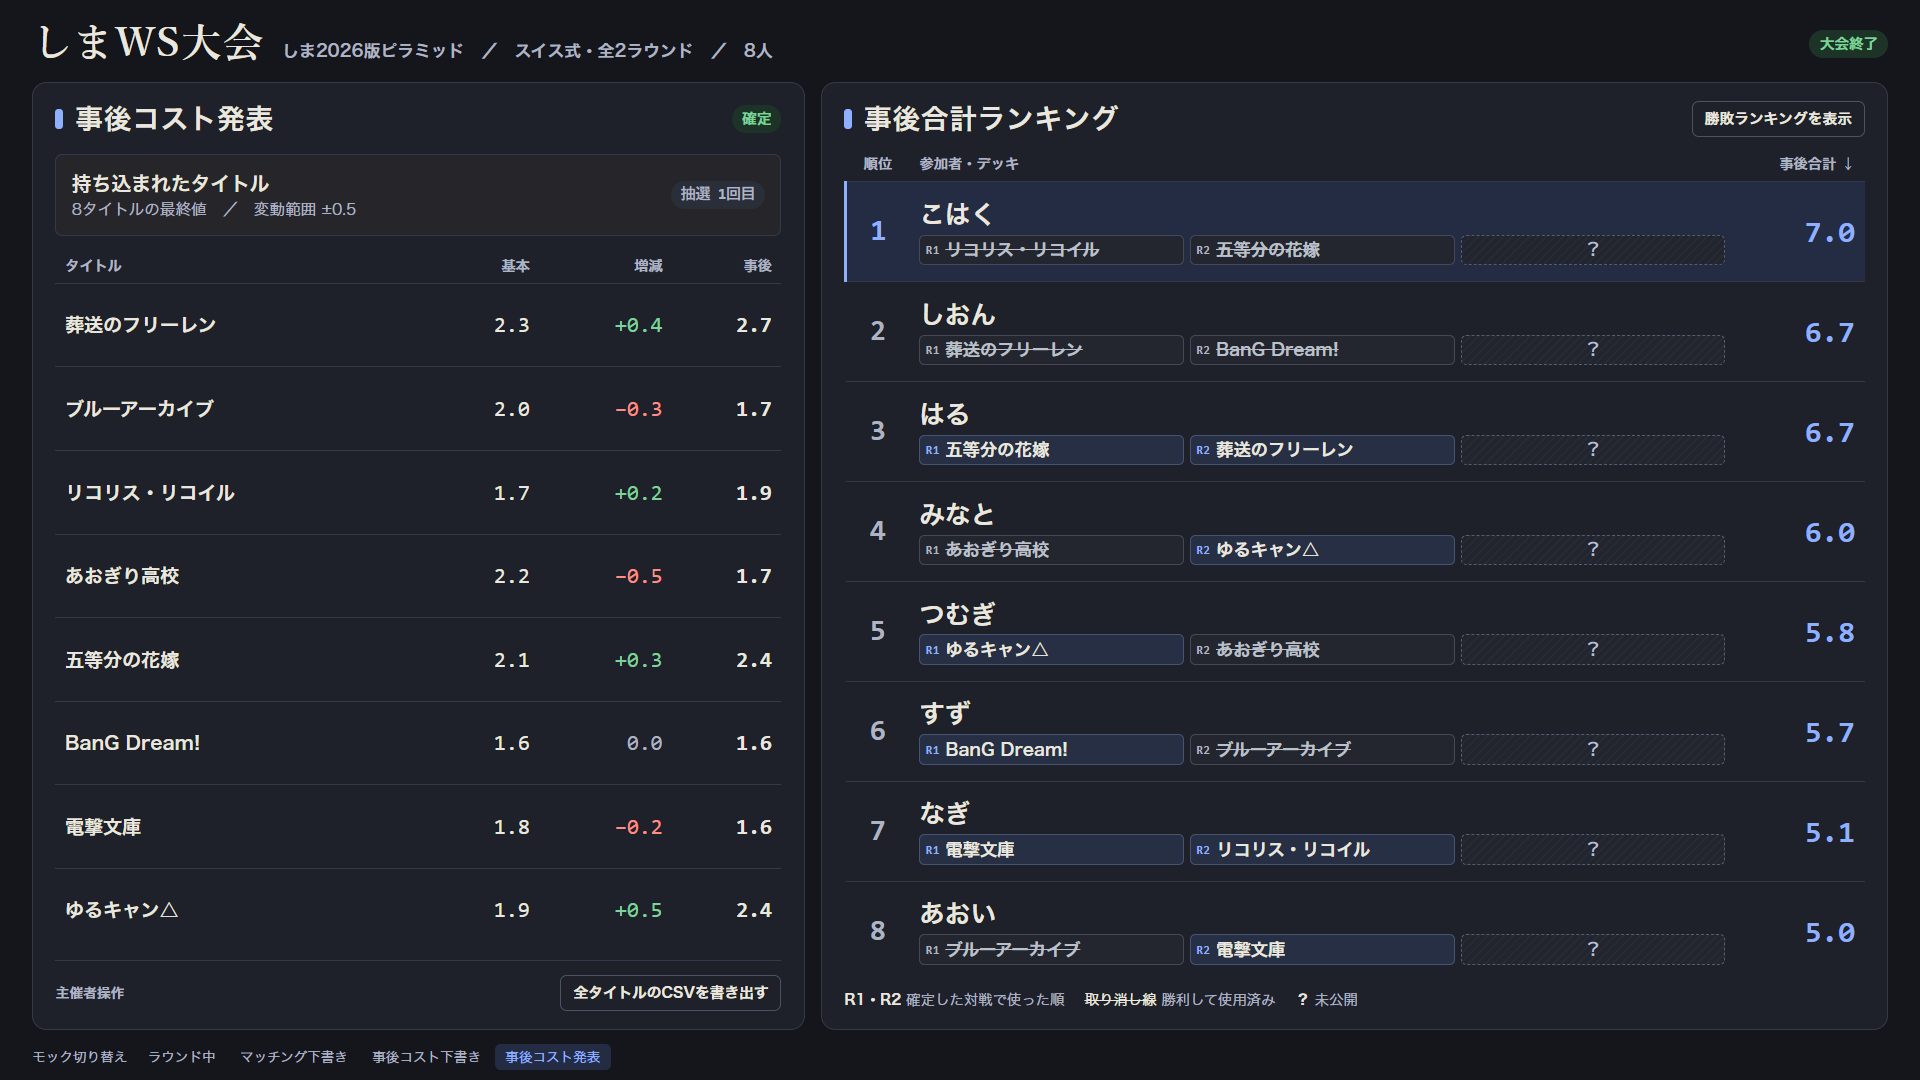 しまWS大会 しま2026版ピラミッド ／ スイス式・全2ラウンド ／ 8人
大会終了
事後コスト発表 確定
持ち込まれたタイトル
8タイトルの最終値 ／ 変動範囲 ±0.5
抽選 1回目
タイトル 基本 増減 事後
葬送のフリーレン 2.3 +0.4 2.7
ブルーアーカイブ 2.0 −0.3 1.7
リコリス・リコイル 1.7 +0.2 1.9
あおぎり高校 2.2 −0.5 1.7
五等分の花嫁 2.1 +0.3 2.4
BanG Dream! 1.6 0.0 1.6
電撃文庫 1.8 −0.2 1.6
ゆるキャン△ 1.9 +0.5 2.4
主催者操作 全タイトルのCSVを書き出す
事後合計ランキング 勝敗ランキングを表示
順位 参加者・デッキ 事後合計 ↓
1 こはく 7.0
R1 リコリス・リコイル R2 五等分の花嫁 ?
2 しおん 6.7
R1 葬送のフリーレン R2 BanG Dream! ?
3 はる 6.7
R1 五等分の花嫁 R2 葬送のフリーレン ?
4 みなと 6.0
R1 あおぎり高校 R2 ゆるキャン△ ?
5 つむぎ 5.8
R1 ゆるキャン△ R2 あおぎり高校 ?
6 すず 5.7
R1 BanG Dream! R2 ブルーアーカイブ ?
7 なぎ 5.1
R1 電撃文庫 R2 リコリス・リコイル ?
8 あおい 5.0
R1 ブルーアーカイブ R2 電撃文庫 ?
R1・R2 確定した対戦で使った順 取り消し線 勝利して使用済み ? 未公開
モック切り替え ラウンド中 マッチング下書き 事後コスト下書き 事後コスト発表